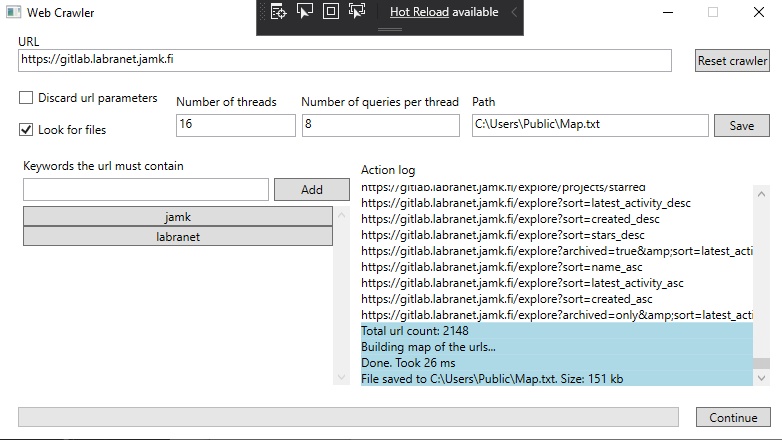 Web Crawler
Hot Reload available
URL
https://gitlab.labranet.jamk.fi
Reset crawler
Discard url parameters
Look for files
Number of threads
16
Number of queries per thread
8
Path
C:\Users\Public\Map.txt
Save
Keywords the url must contain
Add
jamk
labranet
Action log
https://gitlab.labranet.jamk.fi/explore/projects/starred
https://gitlab.labranet.jamk.fi/explore?sort=latest_activity_desc
https://gitlab.labranet.jamk.fi/explore?sort=created_desc
https://gitlab.labranet.jamk.fi/explore?sort=stars_desc
https://gitlab.labranet.jamk.fi/explore?archived=true&amp;sort=latest_acti
https://gitlab.labranet.jamk.fi/explore?sort=name_asc
https://gitlab.labranet.jamk.fi/explore?sort=latest_activity_asc
https://gitlab.labranet.jamk.fi/explore?sort=created_asc
https://gitlab.labranet.jamk.fi/explore?archived=only&amp;sort=latest_acti
Total url count: 2148
Building map of the urls...
Done. Took 26 ms
File saved to C:\Users\Public\Map.txt. Size: 151 kb
Continue